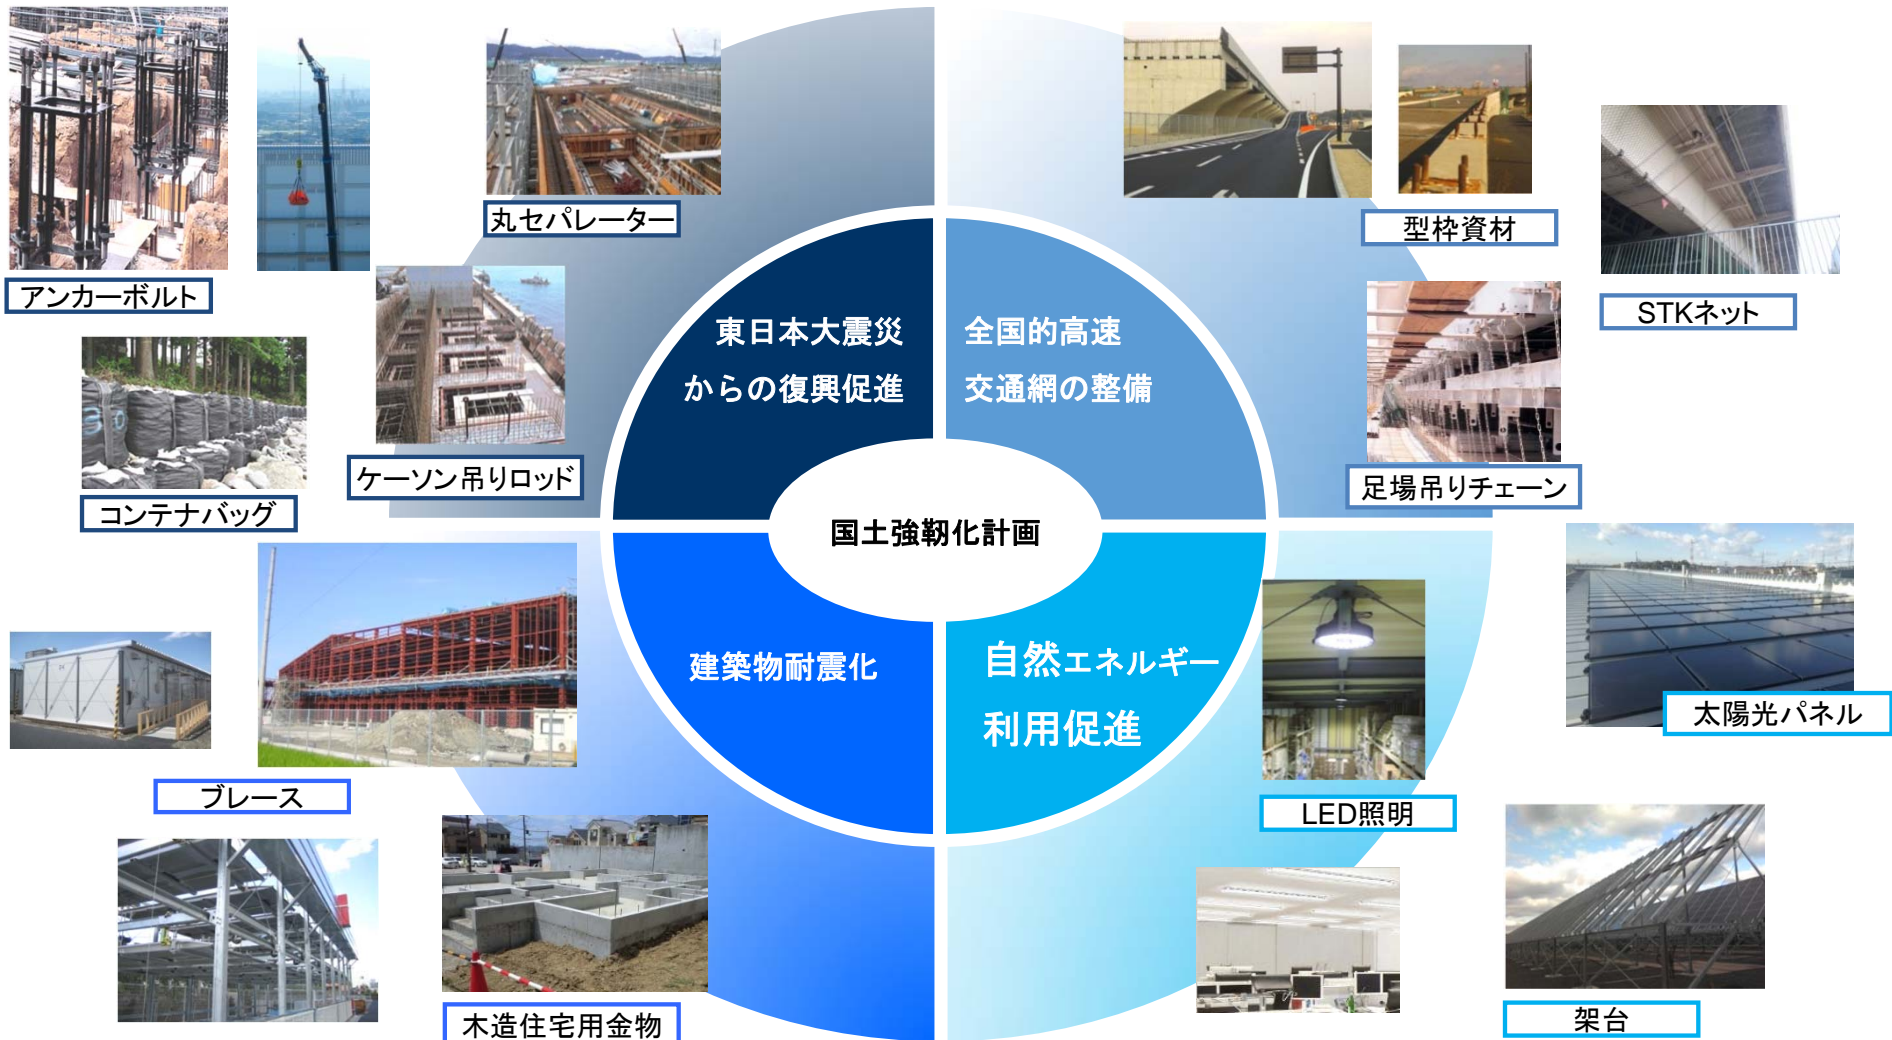 丸セパレーター
アンカーボルト
コンテナバッグ
ケーソン吊りロッド
東日本大震災
からの復興促進
全国的高速
交通網の整備
型枠資材
STKネット
足場吊りチェーン
国土強靭化計画
建築物耐震化
自然エネルギー
利用促進
ブレース
木造住宅用金物
太陽光パネル
LED照明
架台